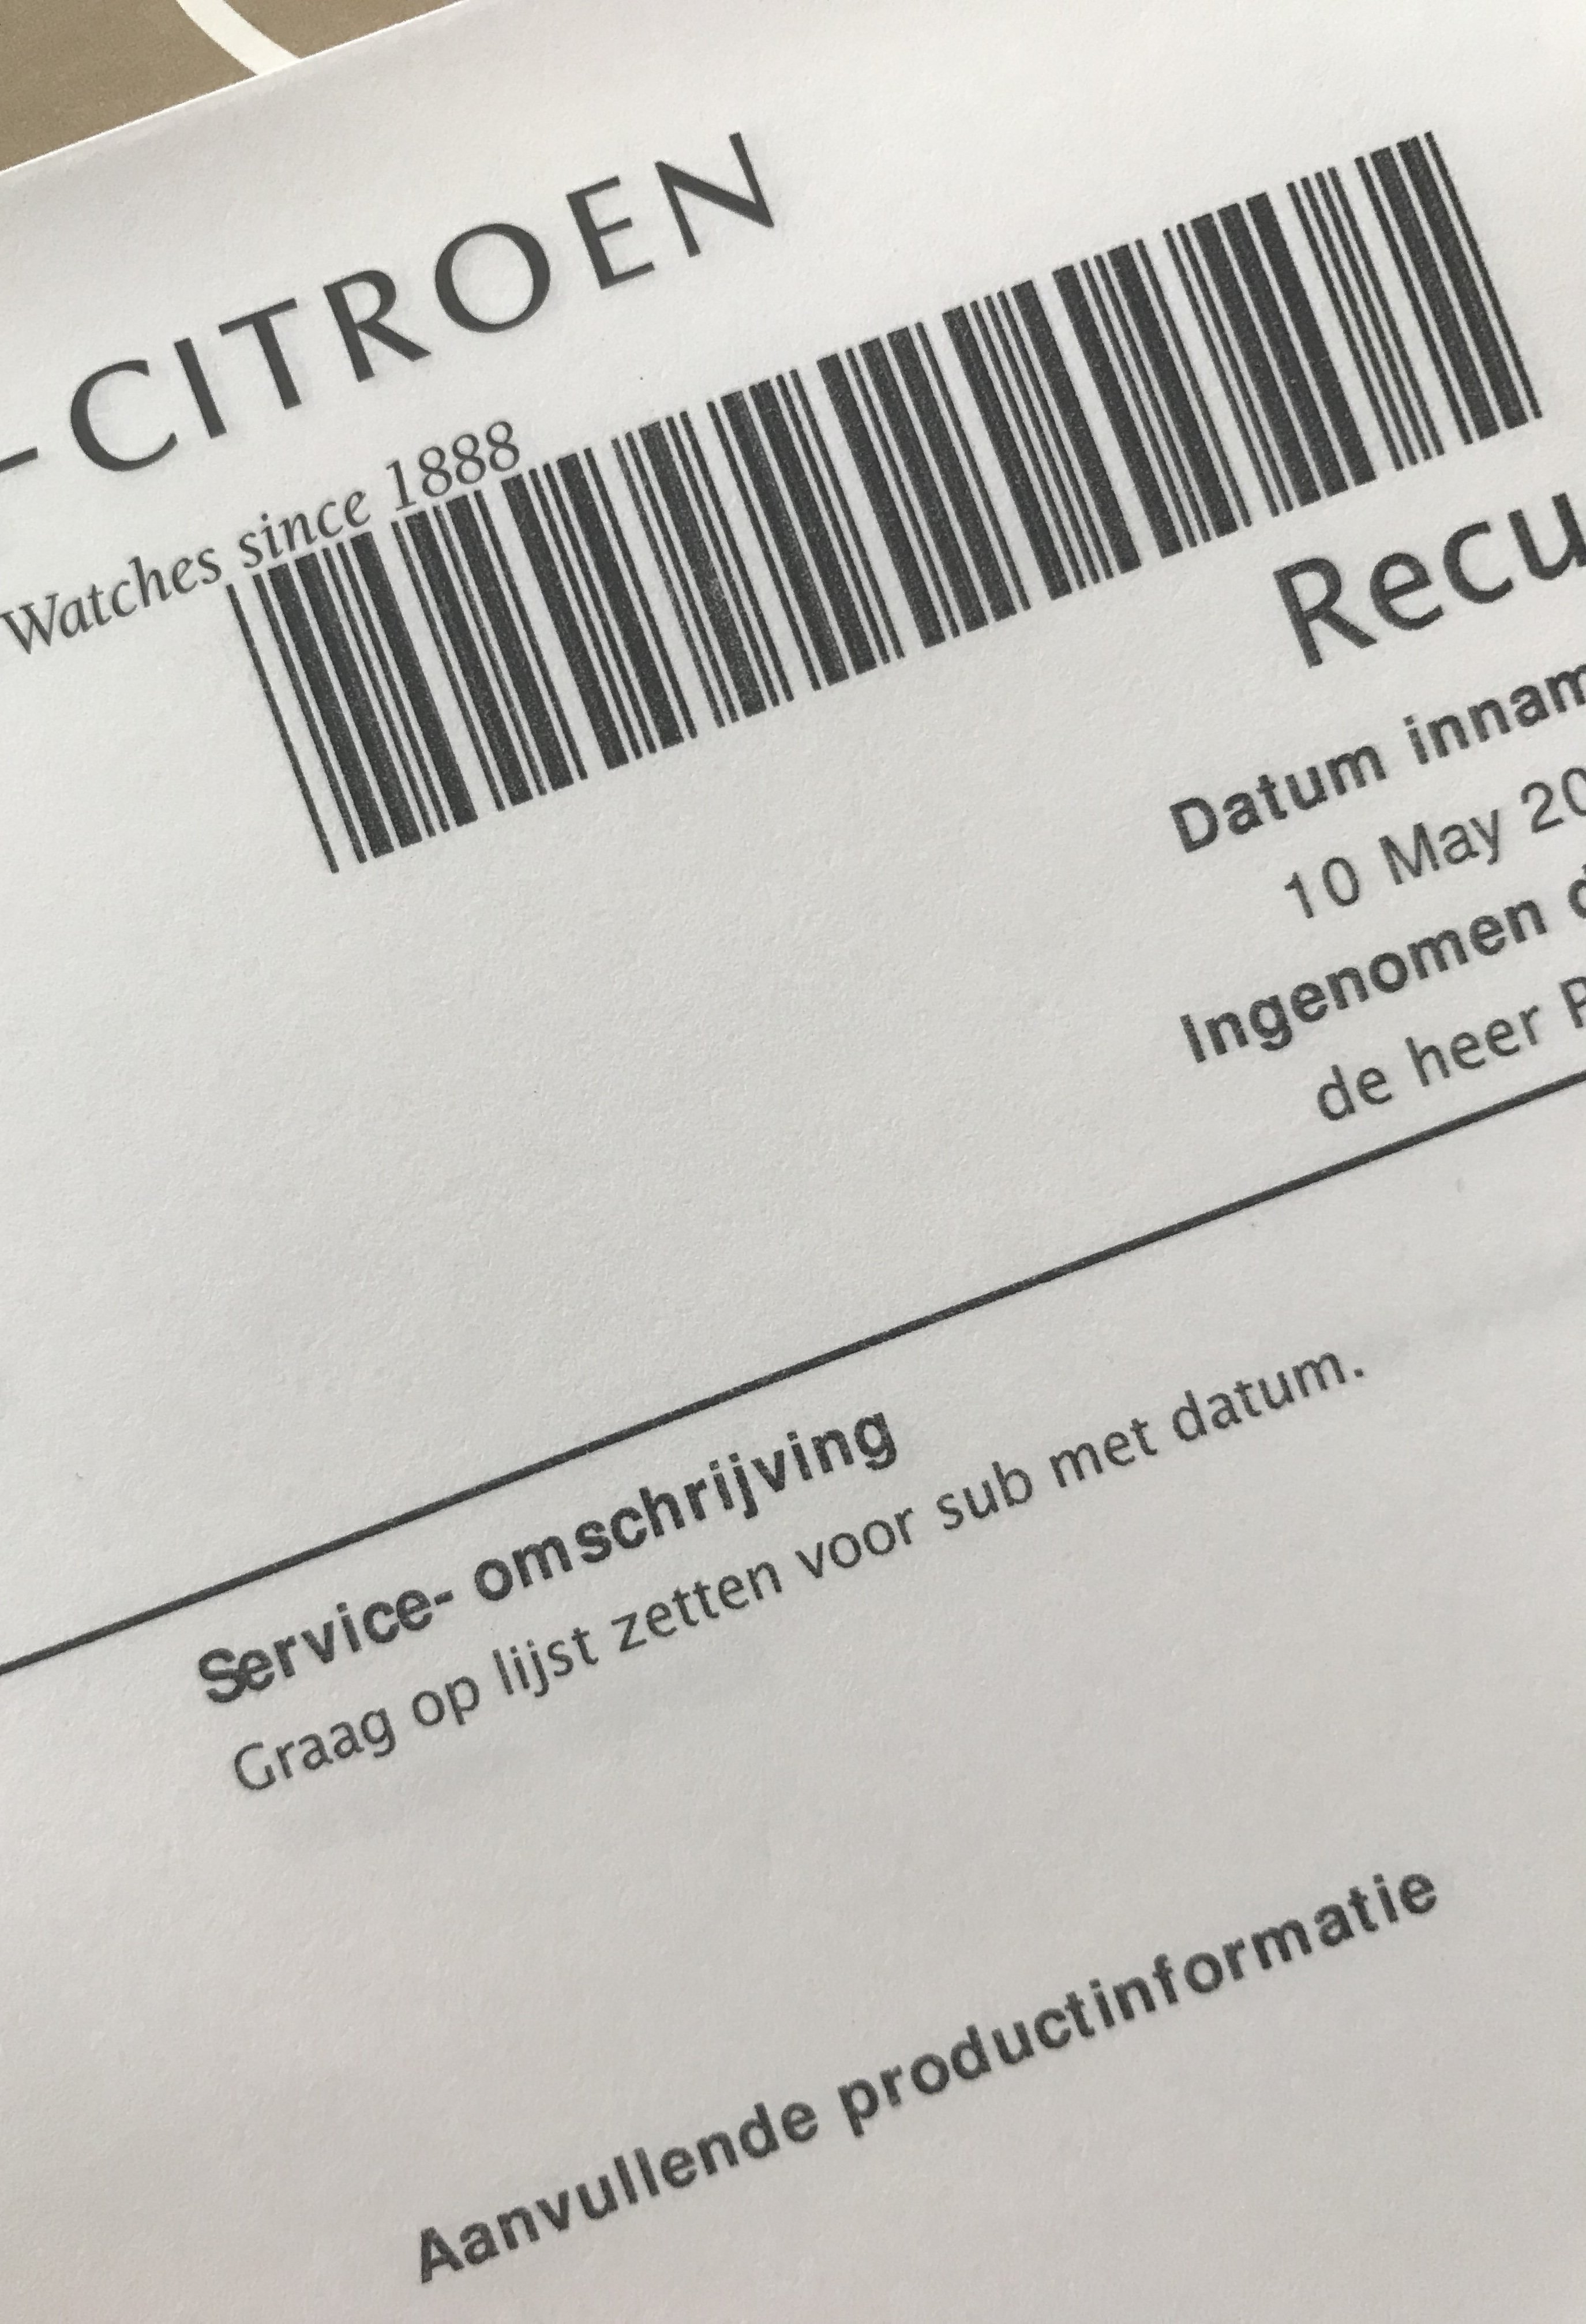 -CITROEN
Watches since 1888
Recu
Datum innam
10 May 20
Ingenomen d
de heer P
Service- omschrijving
Graag op lijst zetten voor sub met datum.
Aanvullende productinformatie